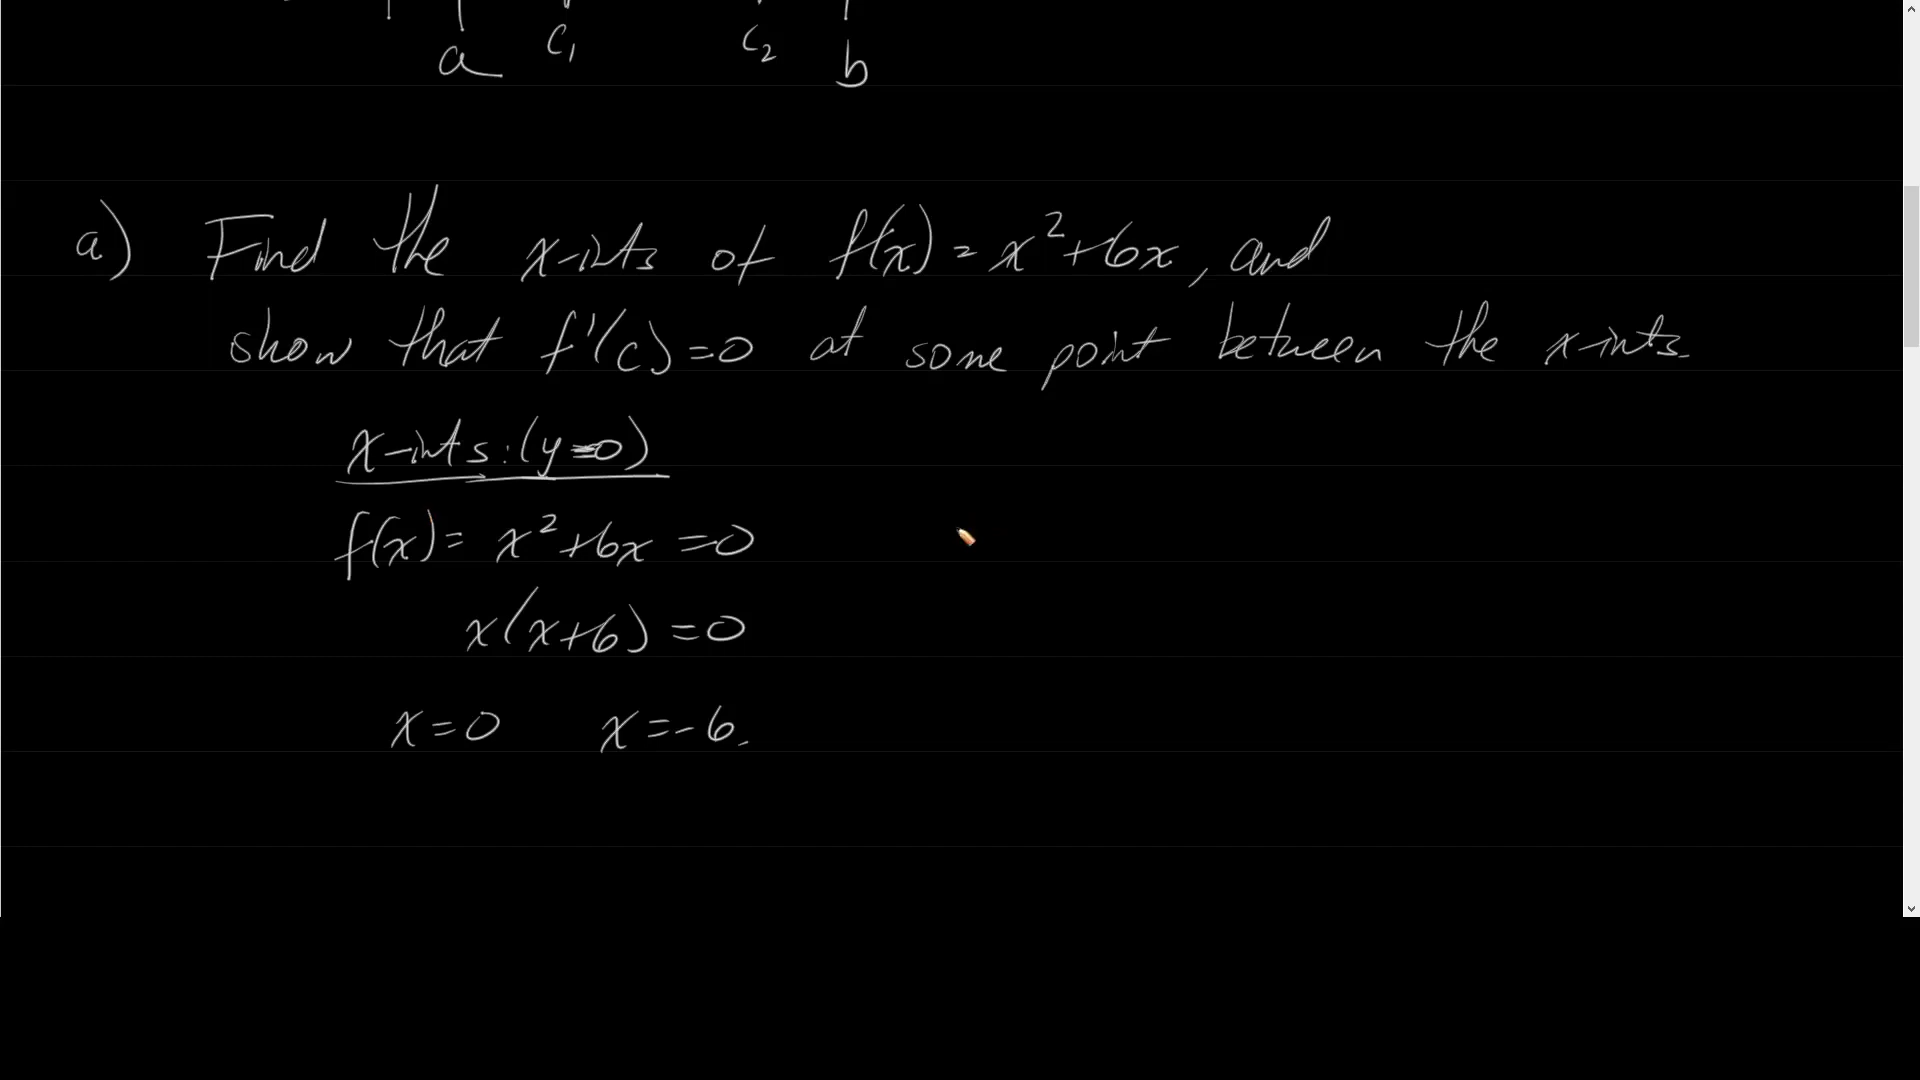 a c₁ c₂ b
a) Find the x-ints of f(x) = x² + 6x, and
show that f'(c) = 0 at some point between the x-ints.
x-ints: (y=0)
f(x) = x² + 6x = 0
x(x+6) = 0
x = 0 x = -6.